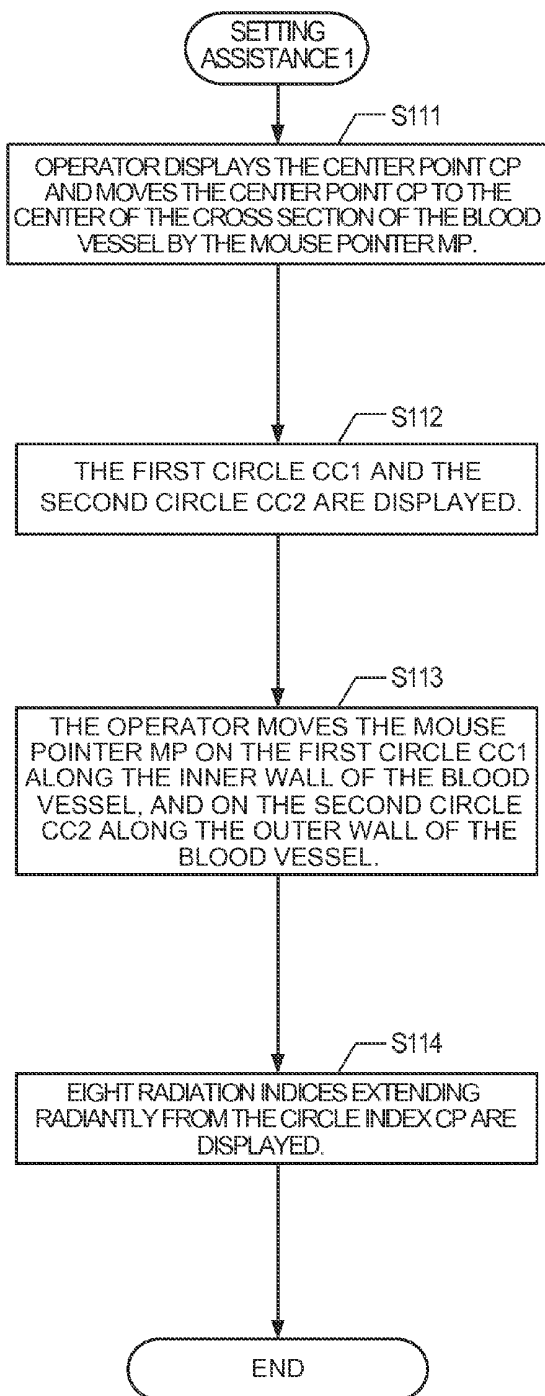 SETTING
ASSISTANCE 1
S111
OPERATOR DISPLAYS THE CENTER POINT CP
AND MOVES THE CENTER POINT CP TO THE
CENTER OF THE CROSS SECTION OF THE BLOOD
VESSEL BY THE MOUSE POINTER MP.
S112
THE FIRST CIRCLE CC1 AND THE
SECOND CIRCLE CC2 ARE DISPLAYED.
S113
THE OPERATOR MOVES THE MOUSE
POINTER MP ON THE FIRST CIRCLE CC1
ALONG THE INNER WALL OF THE BLOOD
VESSEL, AND ON THE SECOND CIRCLE
CC2 ALONG THE OUTER WALL OF THE
BLOOD VESSEL.
S114
EIGHT RADIATION INDICES EXTENDING
RADIANTLY FROM THE CIRCLE INDEX CP ARE
DISPLAYED.
END